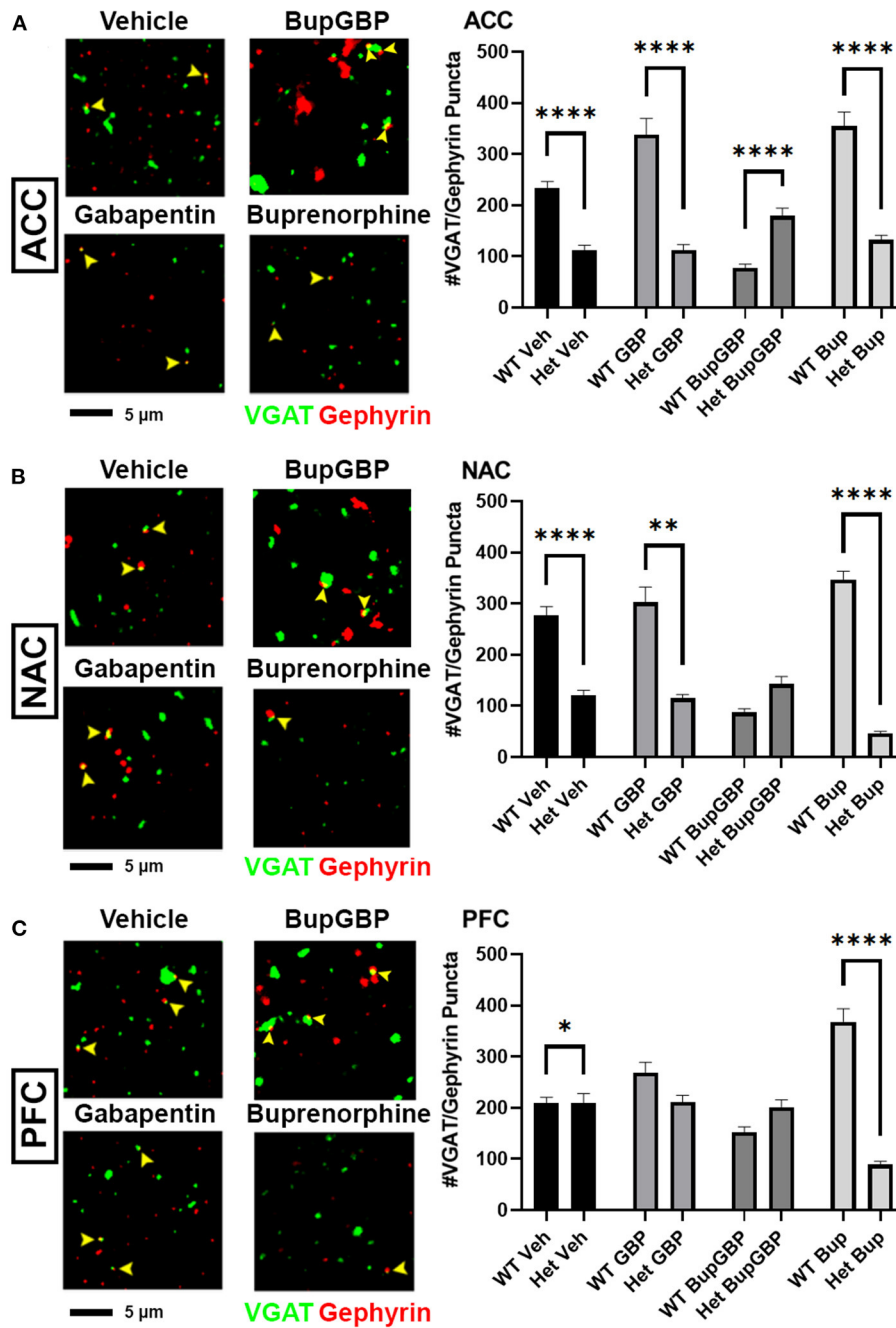 A
Vehicle BupGBP
ACC
Gabapentin Buprenorphine
5 µm
VGAT Gephyrin
ACC
#VGAT/Gephyrin Puncta
500
400
300
200
100
0
**** **** **** ****
WT Veh
Het Veh
WT GBP
Het GBP
WT BupGBP
Het BupGBP
WT Bup
Het Bup
B
Vehicle BupGBP
NAC
Gabapentin Buprenorphine
5 µm
VGAT Gephyrin
NAC
#VGAT/Gephyrin Puncta
500
400
300
200
100
0
**** ** ****
WT Veh
Het Veh
WT GBP
Het GBP
WT BupGBP
Het BupGBP
WT Bup
Het Bup
C
Vehicle BupGBP
PFC
Gabapentin Buprenorphine
5 µm
VGAT Gephyrin
PFC
#VGAT/Gephyrin Puncta
500
400
300
200
100
0
* ****
WT Veh
Het Veh
WT GBP
Het GBP
WT BupGBP
Het BupGBP
WT Bup
Het Bup